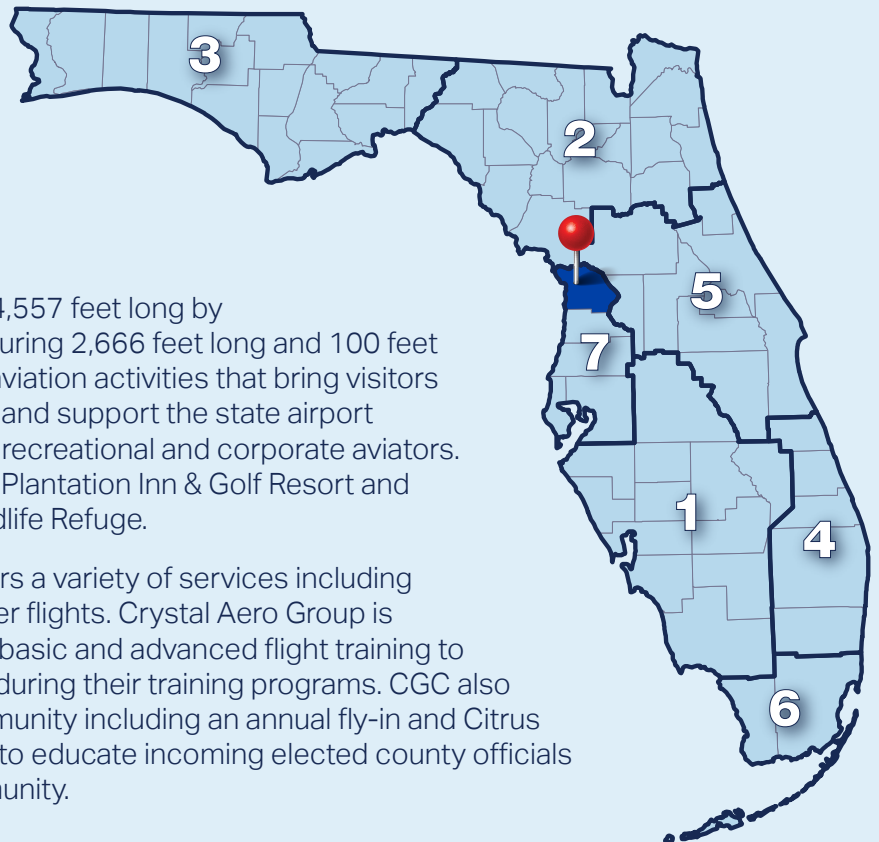 3
2
5
7
1
4
6
4,557 feet long by
uring 2,666 feet long and 100 feet
aviation activities that bring visitors
and support the state airport
recreational and corporate aviators.
Plantation Inn & Golf Resort and
dlife Refuge.
rs a variety of services including
er flights. Crystal Aero Group is
basic and advanced flight training to
during their training programs. CGC also
munity including an annual fly-in and Citrus
to educate incoming elected county officials
unity.